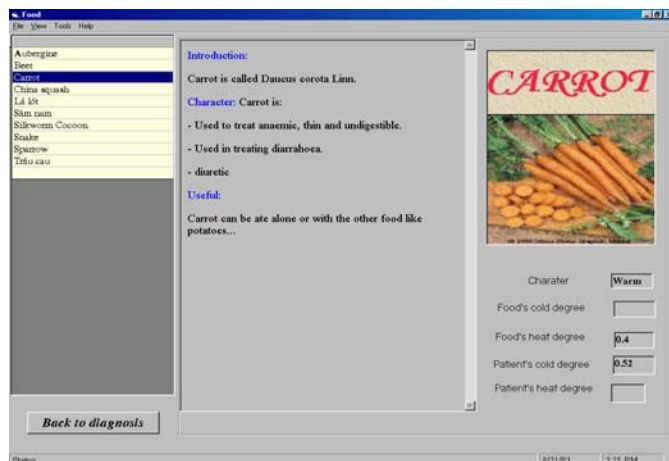 Food
File View Tools Help
Aubergine
Beet
Carrot
China squash
Lá lốt
Sâm nam
Silkworm Cocoon
Snake
Sparrow
Trầu cau
Introduction:
Carrot is called Daucus corota Linn.
Character: Carrot is:
- Used to treat anaemic, thin and undigestible.
- Used in treating diarrahoea.
- diuretic
Useful:
Carrot can be ate alone or with the other food like
potatoes...
CARROT
Charater Warm
Food's cold degree
Food's heat degree 0.4
Patient's cold degree 0.52
Patient's heat degree
Back to diagnosis
Status 3:25 PM